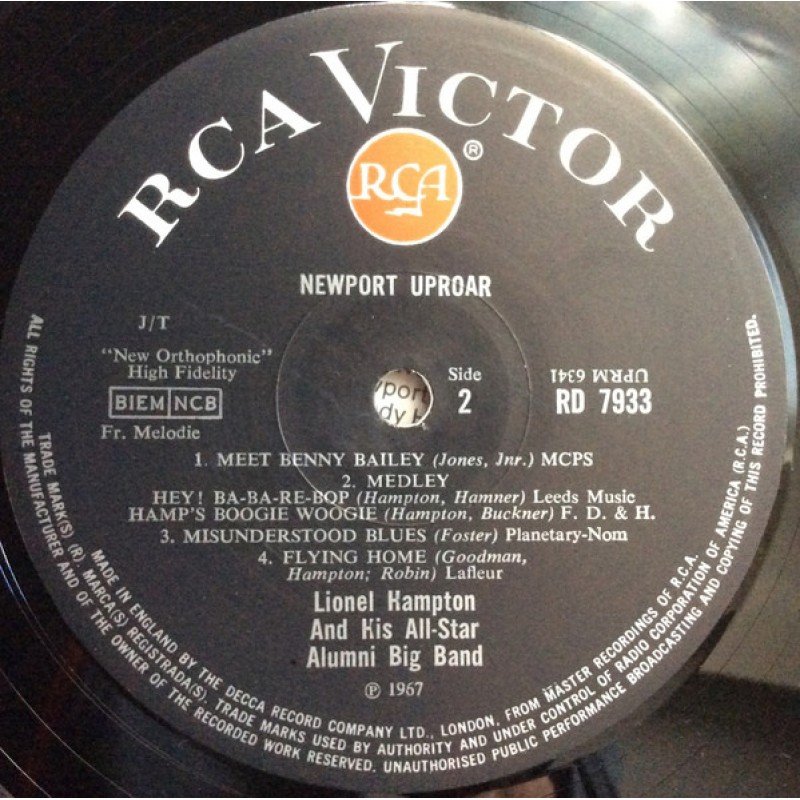 RCA VICTOR
RCA ®
NEWPORT UPROAR
J/T
"New Orthophonic"
High Fidelity
BIEM NCB
Fr. Melodie
Side
2
UPRM 6341
RD 7933
1. MEET BENNY BAILEY (Jones, Jnr.) MCPS
2. MEDLEY
HEY! BA-BA-RE-BOP (Hampton, Hamner) Leeds Music
HAMP'S BOOGIE WOOGIE (Hampton, Buckner) F. D. & H.
3. MISUNDERSTOOD BLUES (Foster) Planetary-Nom
4. FLYING HOME (Goodman,
Hampton; Robin) Lafleur
Lionel Hampton
And His All-Star
Alumni Big Band
℗ 1967
ALL RIGHTS OF THE MANUFACTURER AND OF THE OWNER OF THE RECORDED WORK RESERVED. UNAUTHORISED PUBLIC PERFORMANCE BROADCASTING AND COPYING OF THIS RECORD PROHIBITED.
TRADE MARK(S) (R). MARCA(S) REGISTRADA(S) TRADE MARKS USED BY AUTHORITY AND UNDER CONTROL OF RADIO CORPORATION OF AMERICA (R.C.A.)
MADE IN ENGLAND BY THE DECCA RECORD COMPANY LTD., LONDON, FROM MASTER RECORDINGS OF R.C.A.